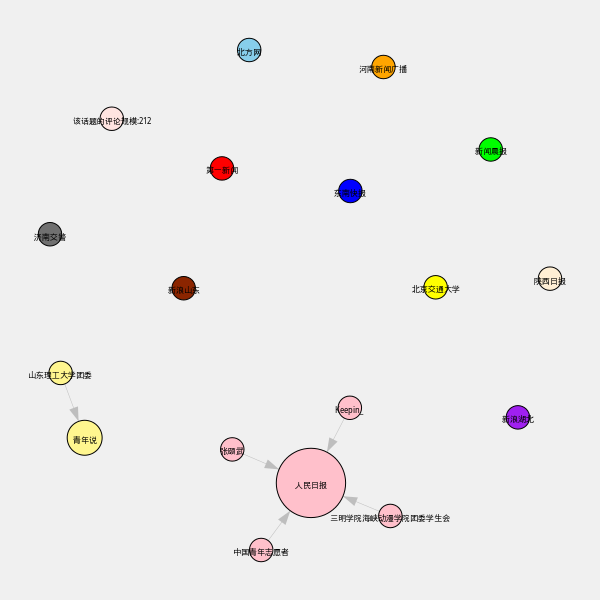 北方网
河南新闻广播
该话题的评论规模:212
新闻晨报
第一新闻
东南快报
济南交警
陕西日报
北京交通大学
新浪山东
山东理工大学团委
Keepin_
新浪湖北
青年说
张颐武
人民日报
三明学院海峡动漫学院团委学生会
中国青年志愿者